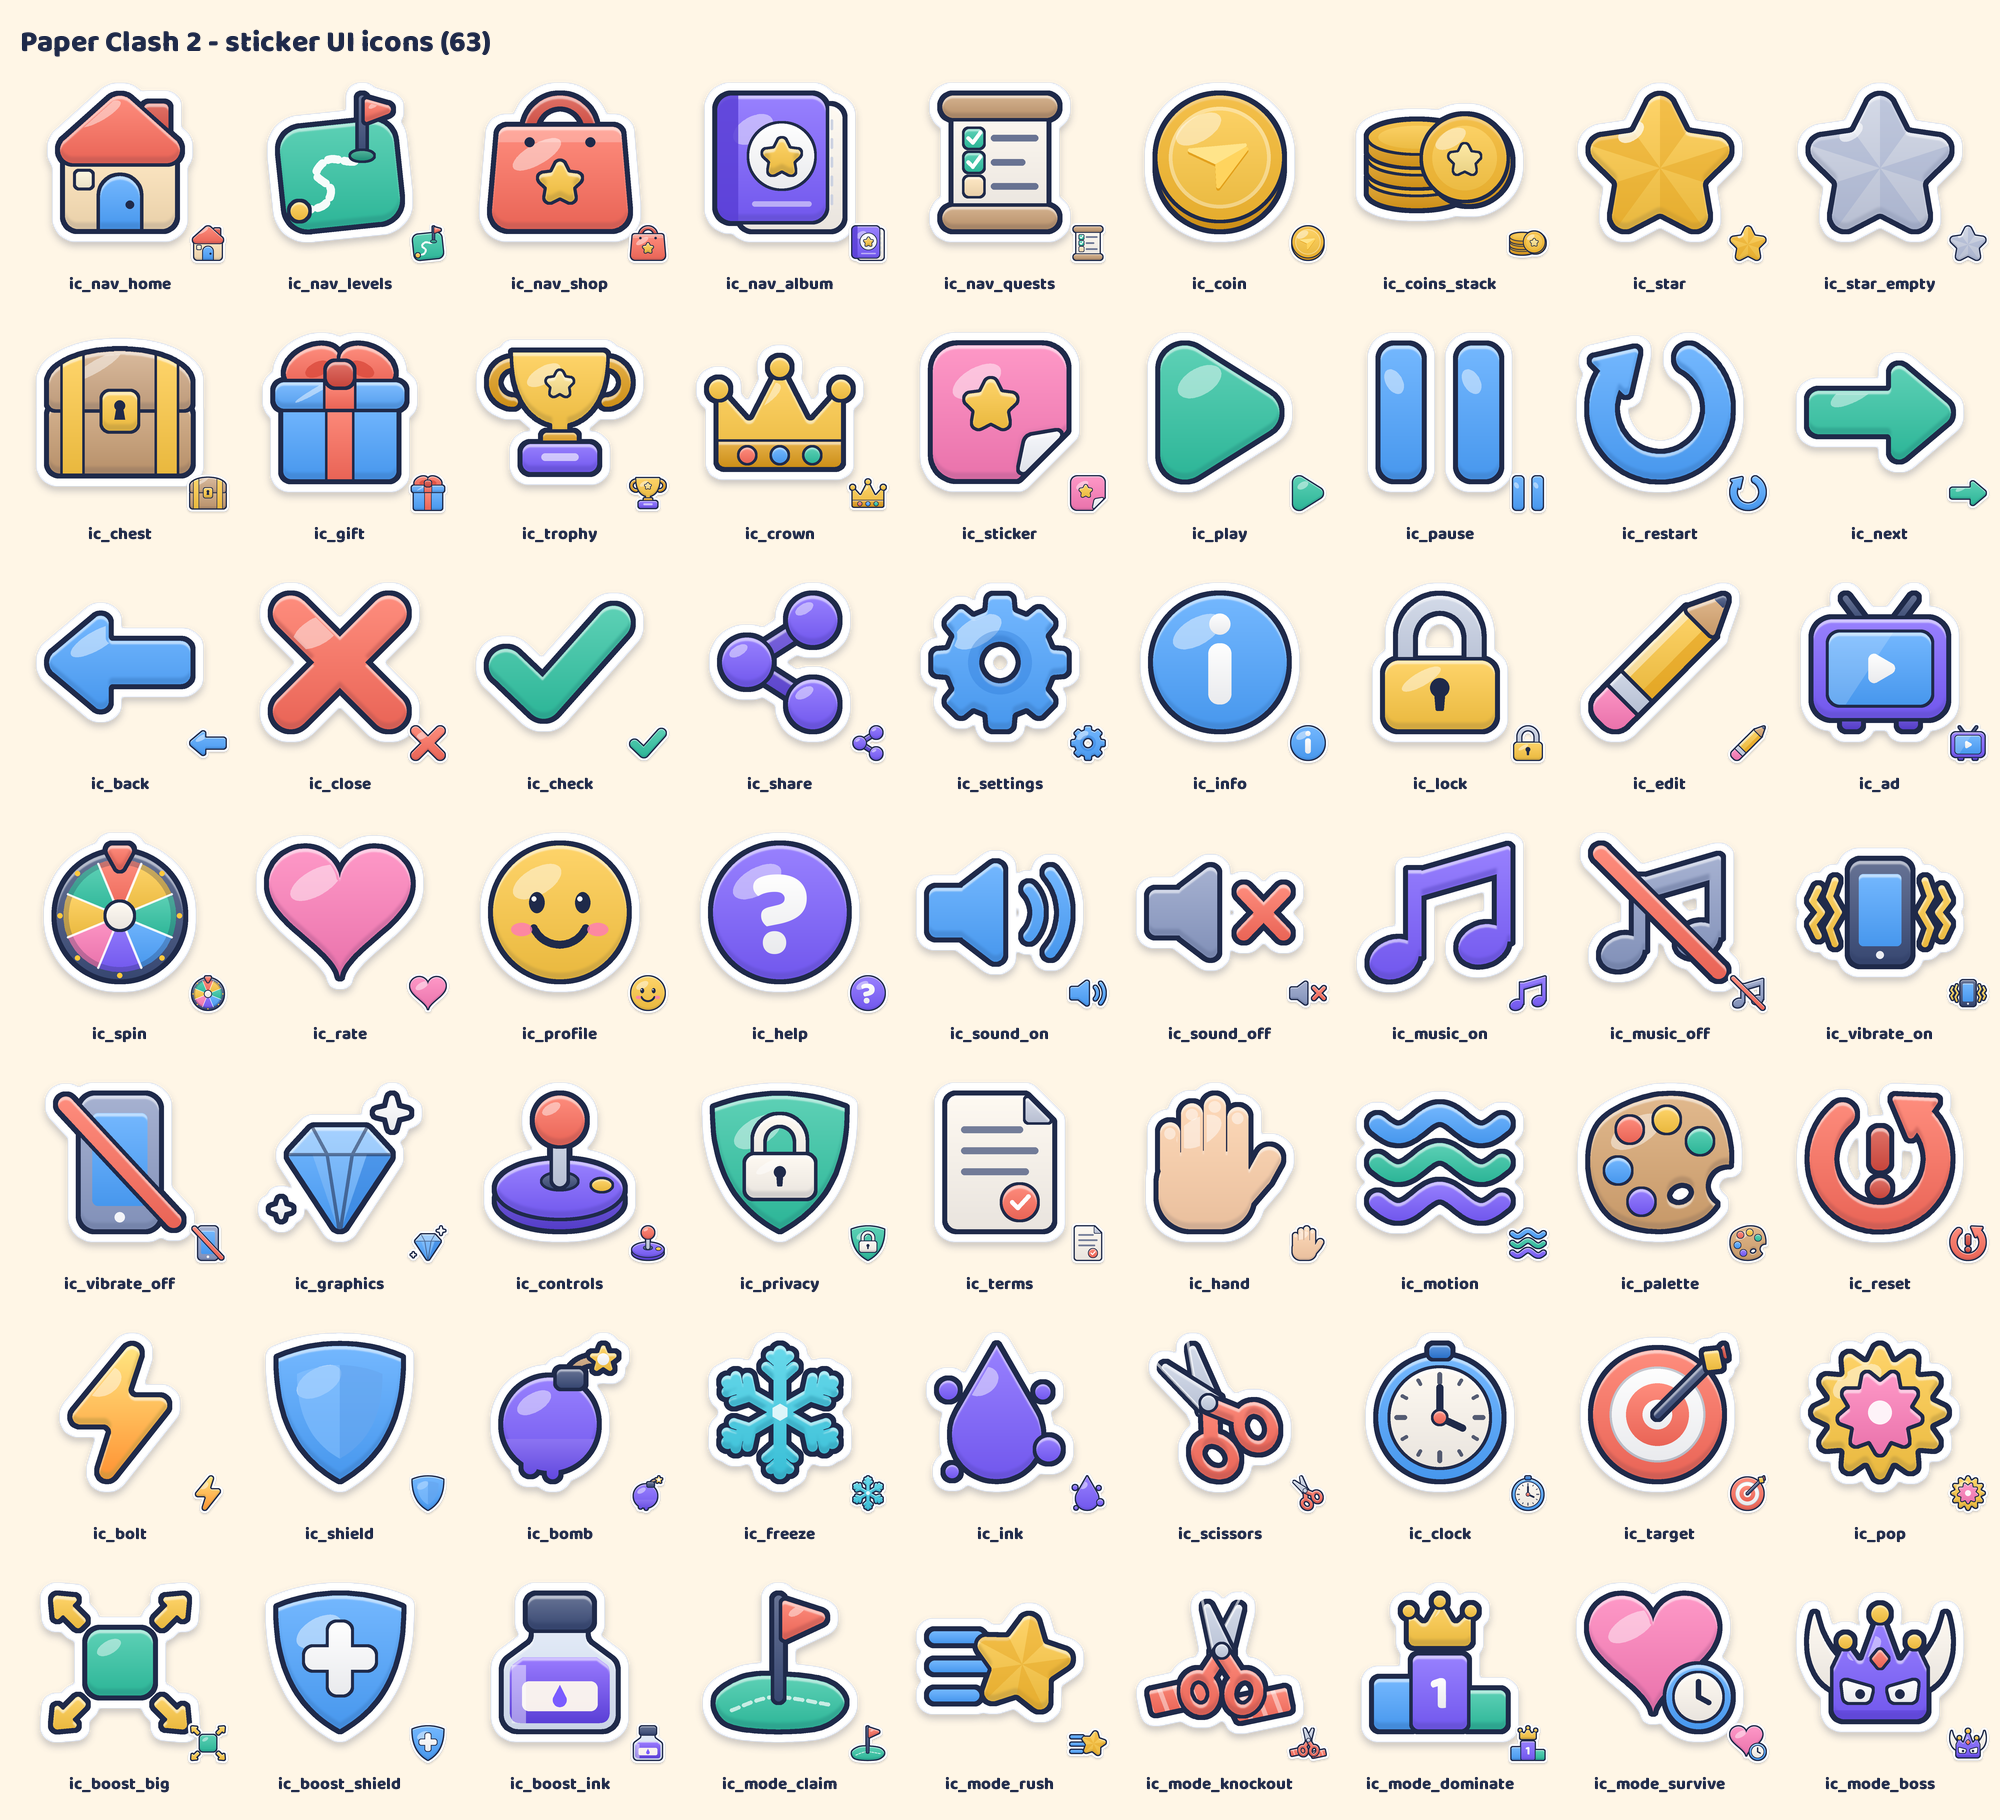 Paper Clash 2 - sticker UI icons (63)
ic_nav_home ic_nav_levels ic_nav_shop ic_nav_album ic_nav_quests ic_coin ic_coins_stack ic_star ic_star_empty
ic_chest ic_gift ic_trophy ic_crown ic_sticker ic_play ic_pause ic_restart ic_next
ic_back ic_close ic_check ic_share ic_settings ic_info ic_lock ic_edit ic_ad
ic_spin ic_rate ic_profile ic_help ic_sound_on ic_sound_off ic_music_on ic_music_off ic_vibrate_on
ic_vibrate_off ic_graphics ic_controls ic_privacy ic_terms ic_hand ic_motion ic_palette ic_reset
ic_bolt ic_shield ic_bomb ic_freeze ic_ink ic_scissors ic_clock ic_target ic_pop
1
ic_boost_big ic_boost_shield ic_boost_ink ic_mode_claim ic_mode_rush ic_mode_knockout ic_mode_dominate ic_mode_survive ic_mode_boss